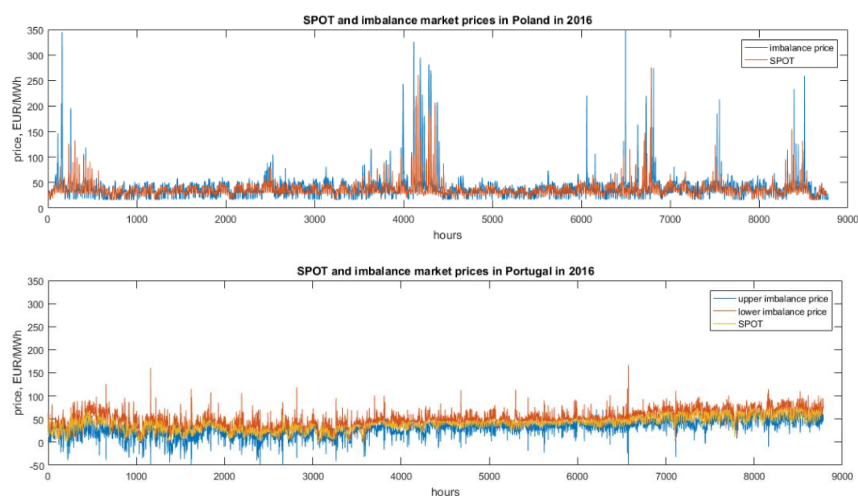 SPOT and imbalance market prices in Poland in 2016
350
300
250
200
150
100
50
0
price, EUR/MWh
imbalance price
SPOT
0 1000 2000 3000 4000 5000 6000 7000 8000 9000
hours
SPOT and imbalance market prices in Portugal in 2016
350
300
250
200
150
100
50
0
-50
price, EUR/MWh
upper imbalance price
lower imbalance price
SPOT
0 1000 2000 3000 4000 5000 6000 7000 8000 9000
hours